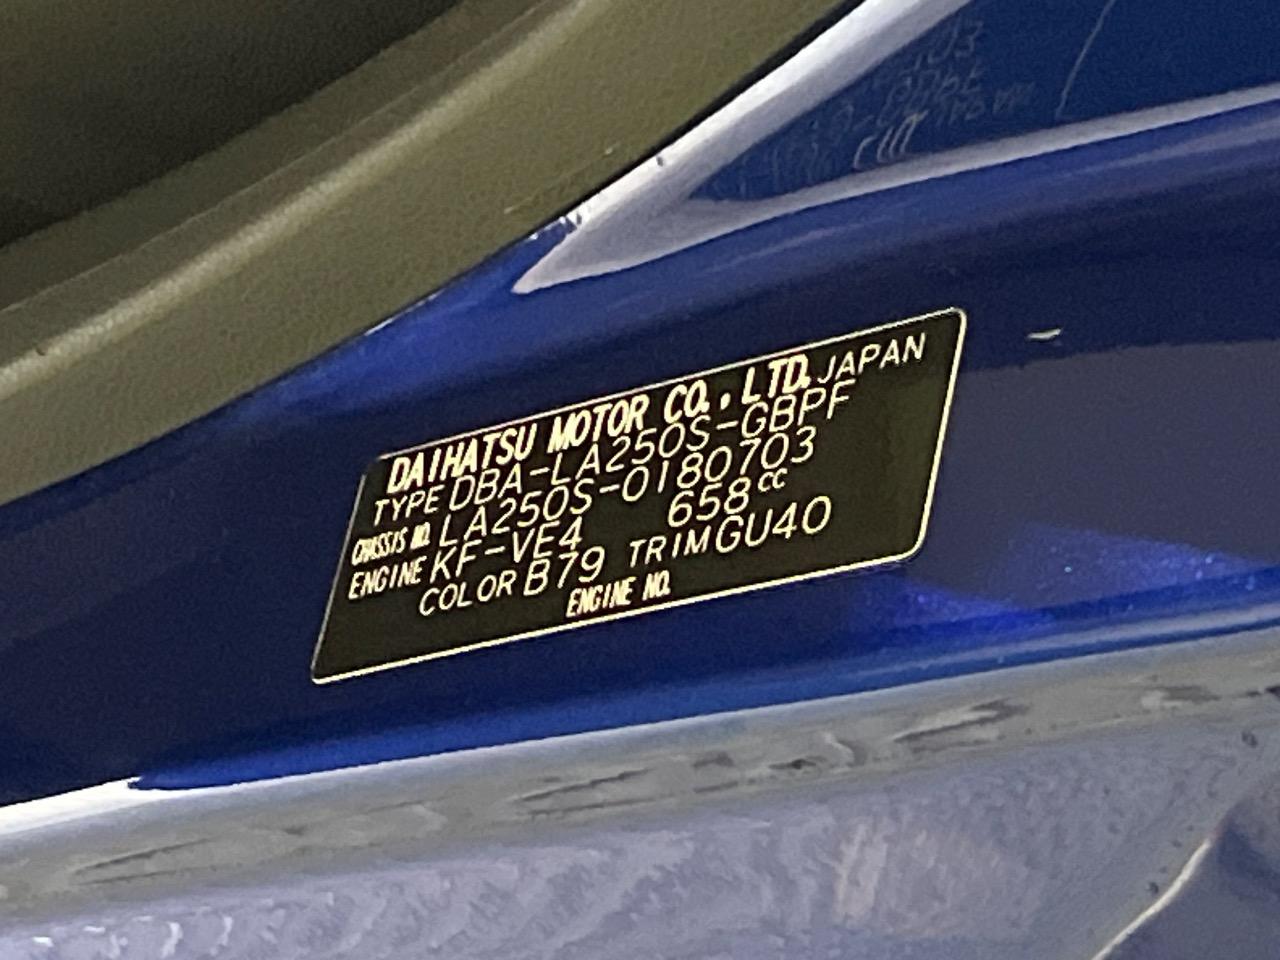 DAIHATSU MOTOR CO., LTD. JAPAN
TYPE DBA-LA250S-GBPF
CHASSIS NO. LA250S-0180703
ENGINE KF-VE4 658cc
COLOR B79 TRIM GU40
ENGINE NO.